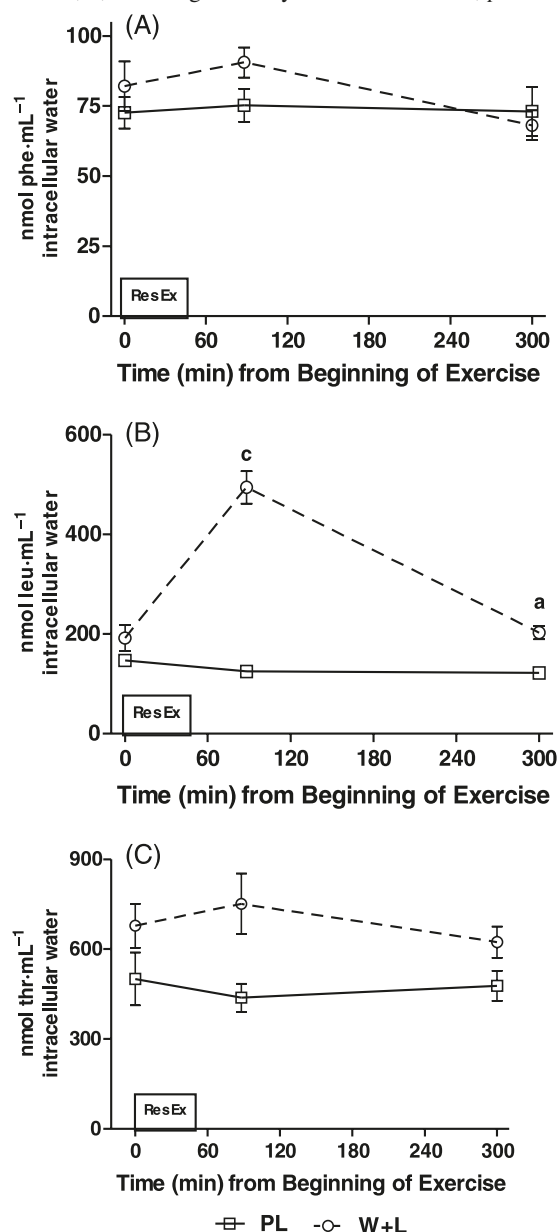 (A)
100
75
50
25
0
nmol phe·mL⁻¹
intracellular water
ResEx
0 60 120 180 240 300
Time (min) from Beginning of Exercise
(B)
600
400
200
0
nmol leu·mL⁻¹
intracellular water
c
a
ResEx
0 60 120 180 240 300
Time (min) from Beginning of Exercise
(C)
900
600
300
0
nmol thr·mL⁻¹
intracellular water
ResEx
0 60 120 180 240 300
Time (min) from Beginning of Exercise
PL W+L